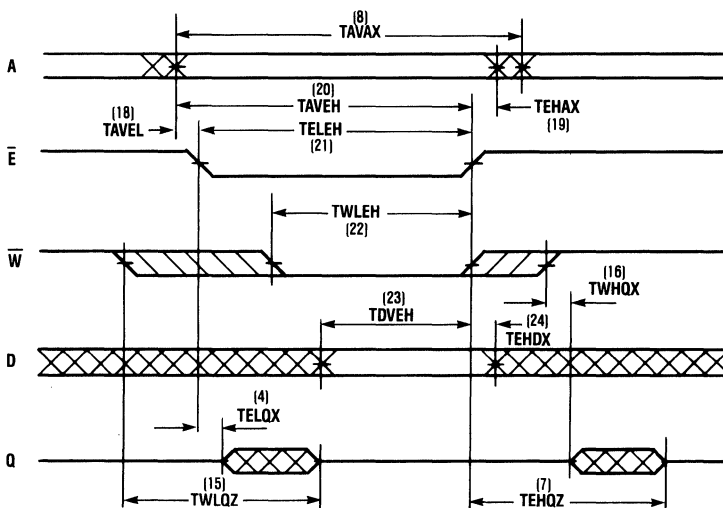 (8)
TAVAX
A
(20)
TAVEH
(18)
TAVEL
TEHAX
(19)
TELEH
(21)
E̅
TWLEH
(22)
W̅
(16)
TWHQX
(23)
TDVEH
(24)
TEHDX
D
(4)
TELQX
Q
(15)
TWLQZ
(7)
TEHQZ